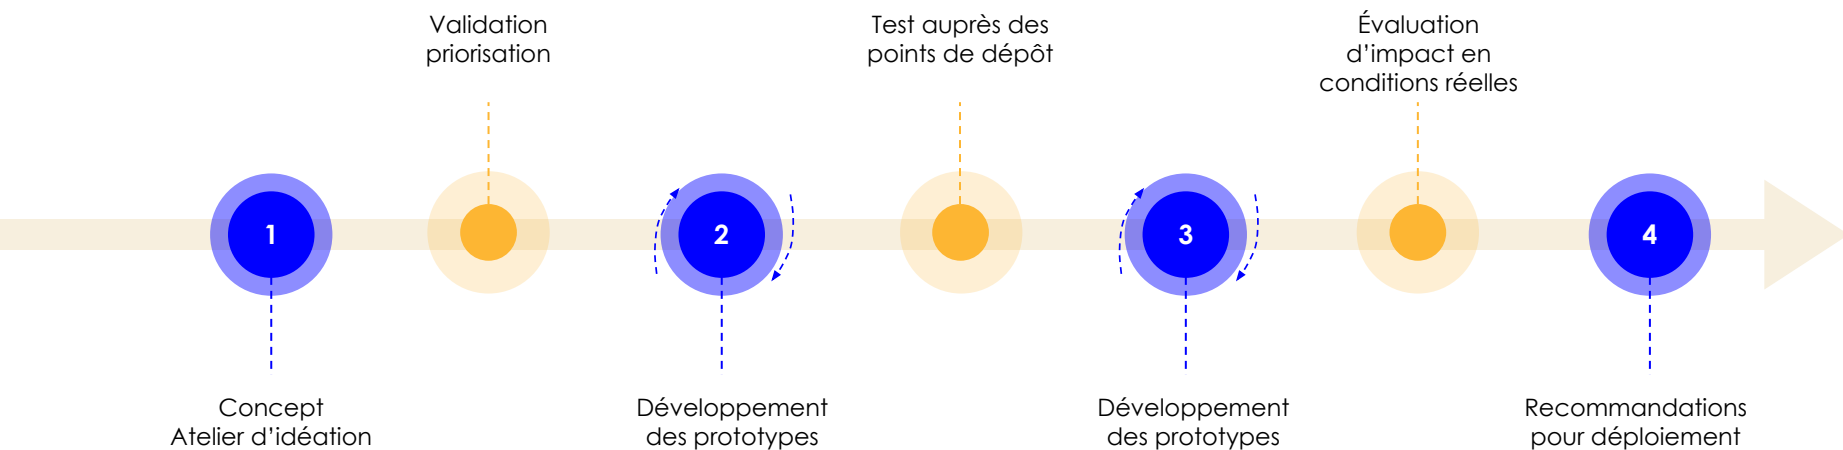 Validation
priorisation
Test auprès des
points de dépôt
Évaluation
d’impact en
conditions réelles
1
2
3
4
Concept
Atelier d’idéation
Développement
des prototypes
Développement
des prototypes
Recommandations
pour déploiement